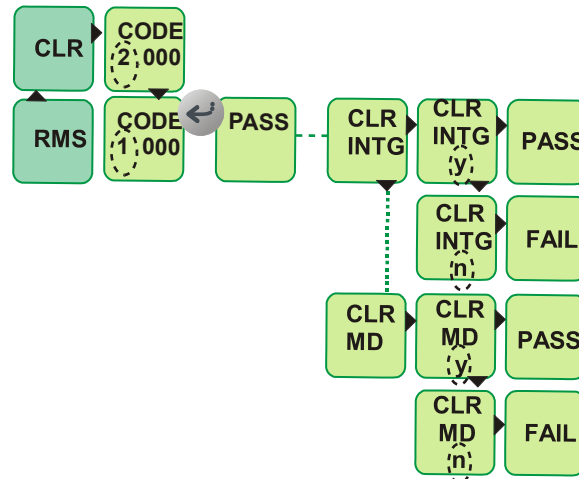 CLR
CODE
2 000
RMS
CODE
1 000
PASS
CLR
INTG
CLR
INTG
y
PASS
CLR
INTG
n
FAIL
CLR
MD
CLR
MD
y
PASS
CLR
MD
n
FAIL